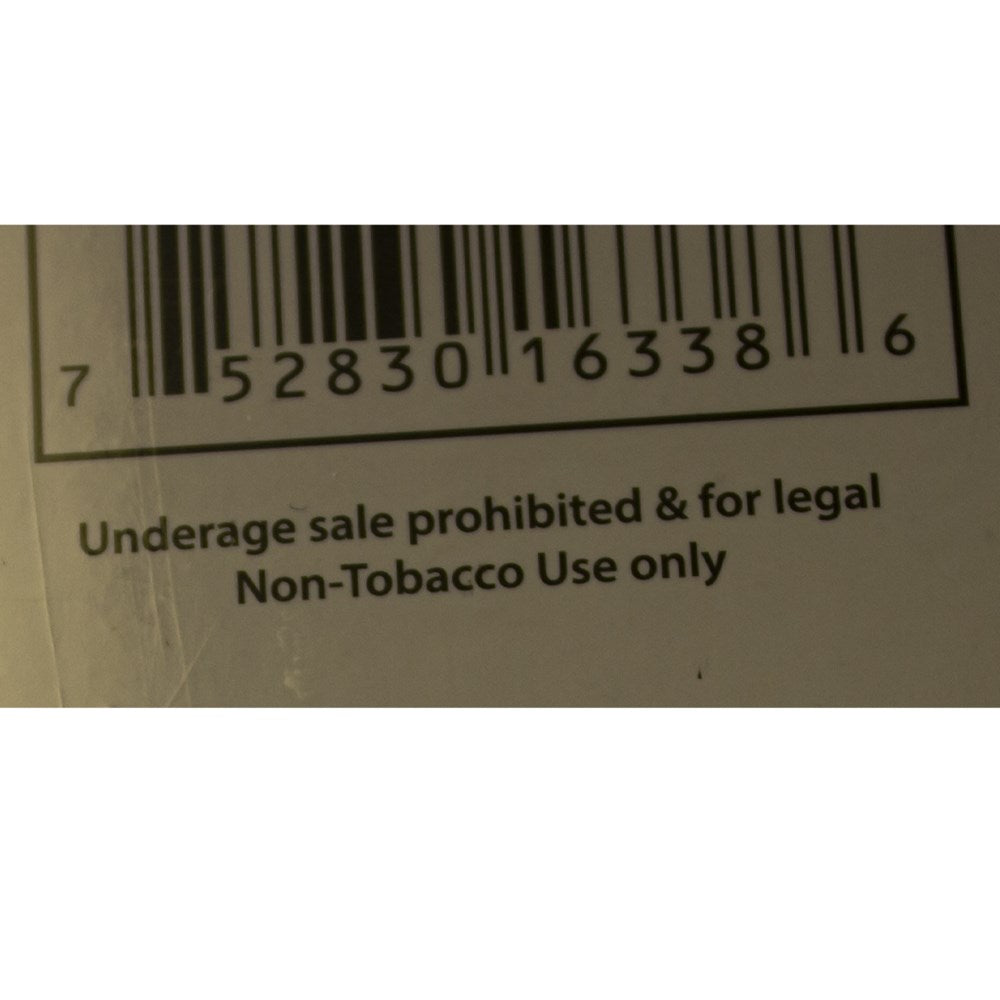 7 52830 16338 6
Underage sale prohibited & for legal
Non-Tobacco Use only